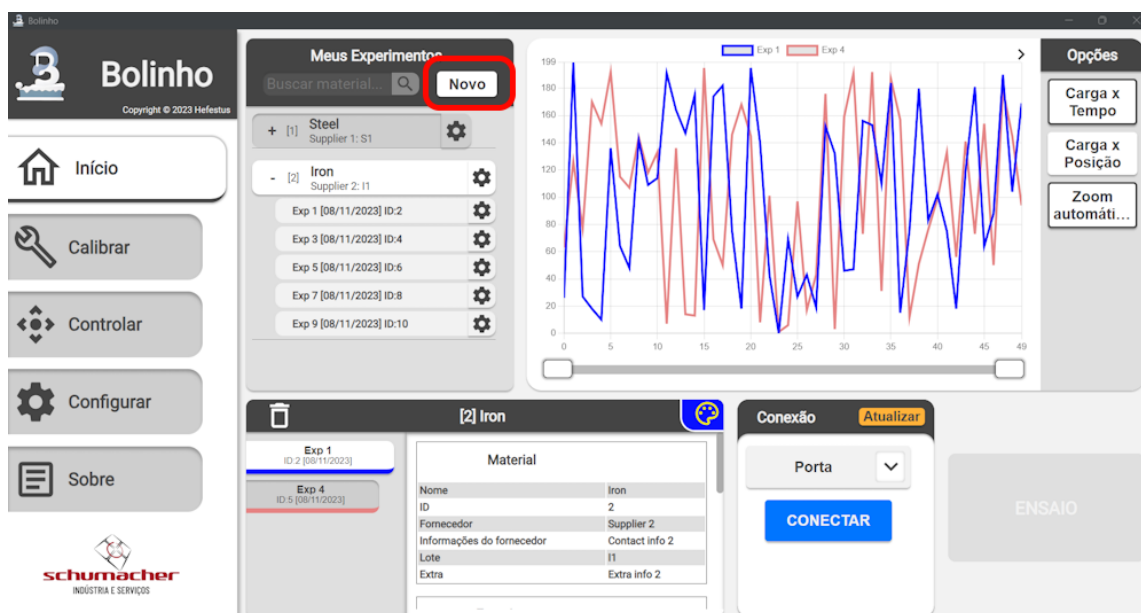 Bolinho
Bolinho
Copyright © 2023 Hefestus
Início
Calibrar
Controlar
Configurar
Sobre
schumacher
INDÚSTRIA E SERVIÇOS
Meus Experimentos
Buscar material...
Novo
+ [1] Steel
Supplier 1: S1
- [2] Iron
Supplier 2: I1
Exp 1 [08/11/2023] ID:2
Exp 3 [08/11/2023] ID:4
Exp 5 [08/11/2023] ID:6
Exp 7 [08/11/2023] ID:8
Exp 9 [08/11/2023] ID:10
Exp 1 Exp 4
199
180
160
140
120
100
80
60
40
20
0
0 5 10 15 20 25 30 35 40 45 49
Opções
Carga x
Tempo
Carga x
Posição
Zoom
automáti...
[2] Iron
Exp 1
ID:2 [08/11/2023]
Exp 4
ID:5 [08/11/2023]
Material
Nome Iron
ID 2
Fornecedor Supplier 2
Informações do fornecedor Contact info 2
Lote I1
Extra Extra info 2
Conexão Atualizar
Porta
CONECTAR
ENSAIO